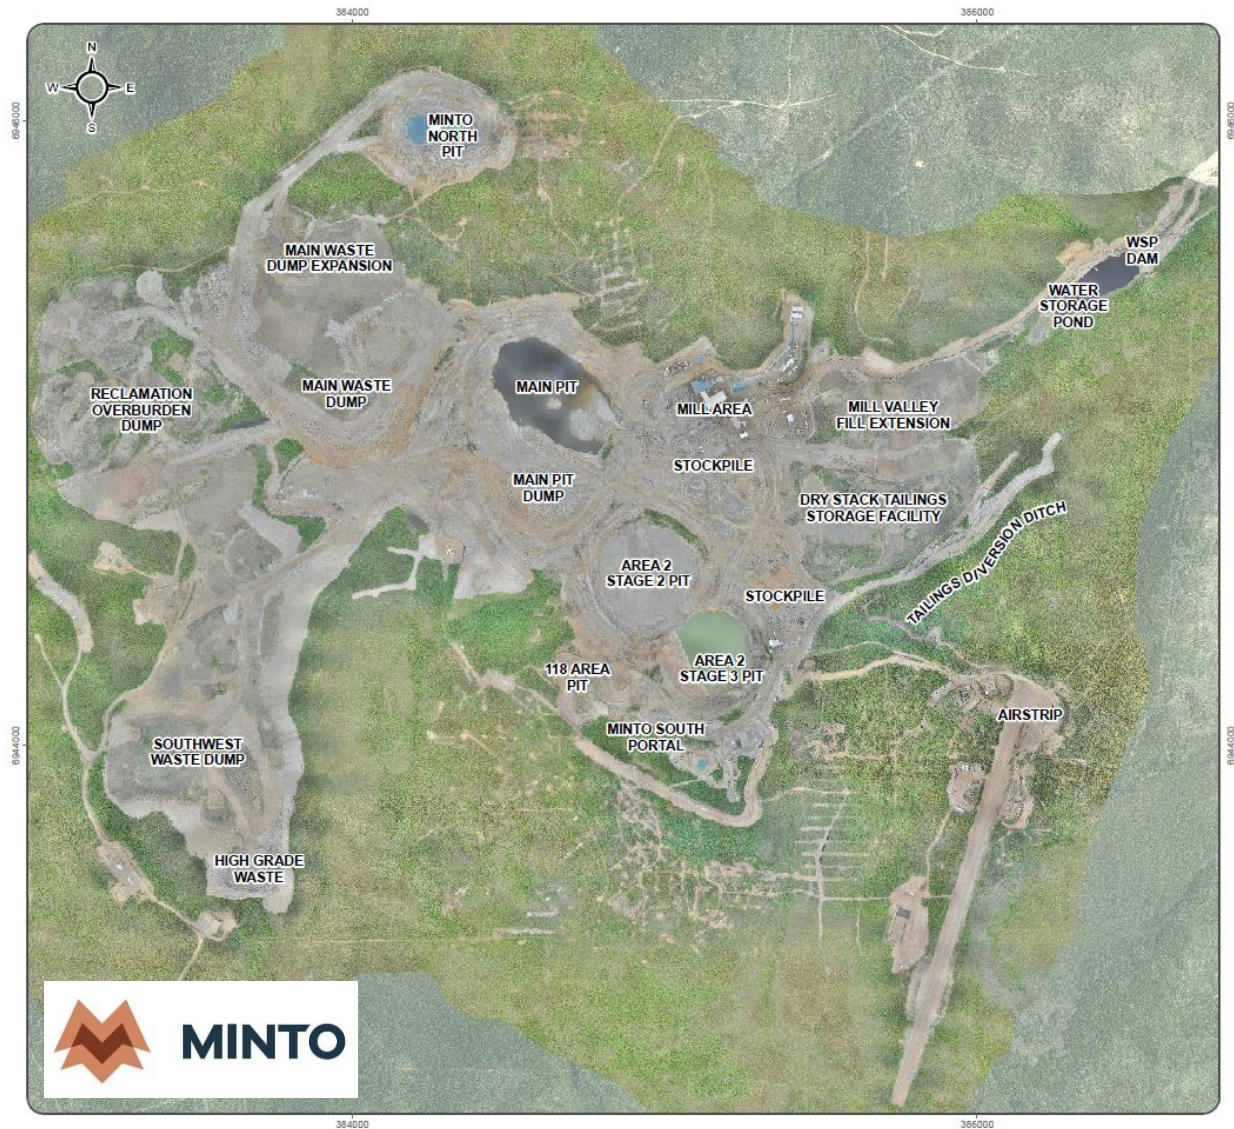 384000
386000
N
W
E
S
6946000
6946000
MINTO
NORTH
PIT
MAIN WASTE
DUMP EXPANSION
WSP
DAM
WATER
STORAGE
POND
RECLAMATION
OVERBURDEN
DUMP
MAIN WASTE
DUMP
MAIN PIT
MILL AREA
MILL VALLEY
FILL EXTENSION
STOCKPILE
MAIN PIT
DUMP
DRY STACK TAILINGS
STORAGE FACILITY
TAILINGS DIVERSION DITCH
AREA 2
STAGE 2 PIT
STOCKPILE
AREA 2
STAGE 3 PIT
118 AREA
PIT
MINTO SOUTH
PORTAL
AIRSTRIP
SOUTHWEST
WASTE DUMP
6944000
6944000
HIGH GRADE
WASTE
MINTO
384000
386000